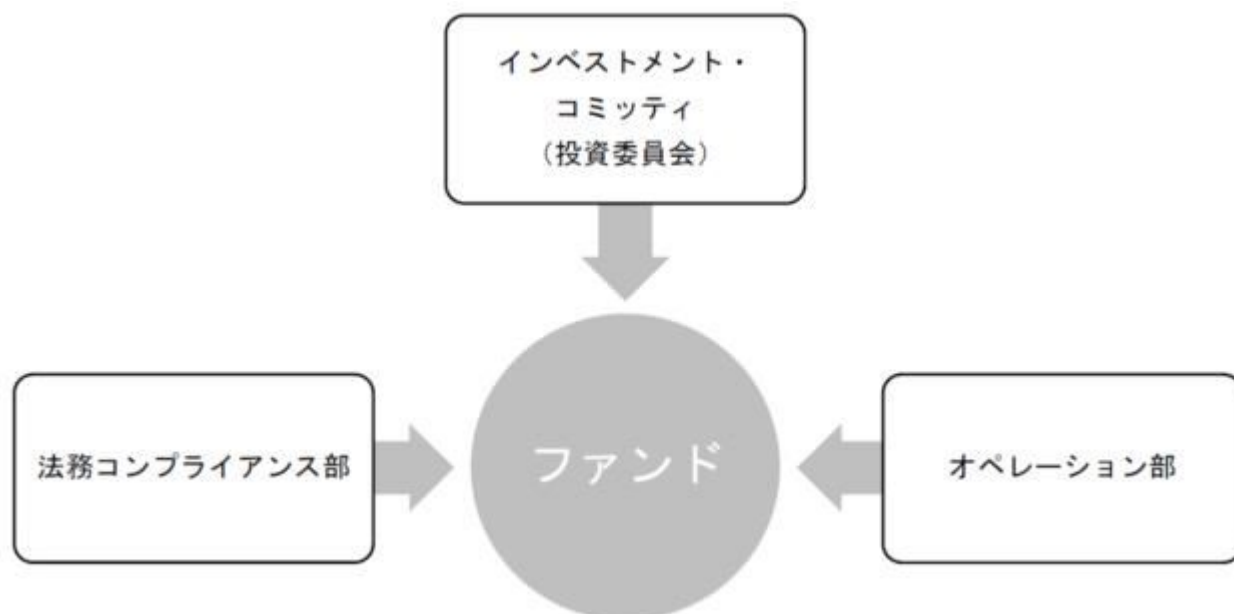 インベストメント・
コミッティ
（投資委員会）
法務コンプライアンス部
ファンド
オペレーション部